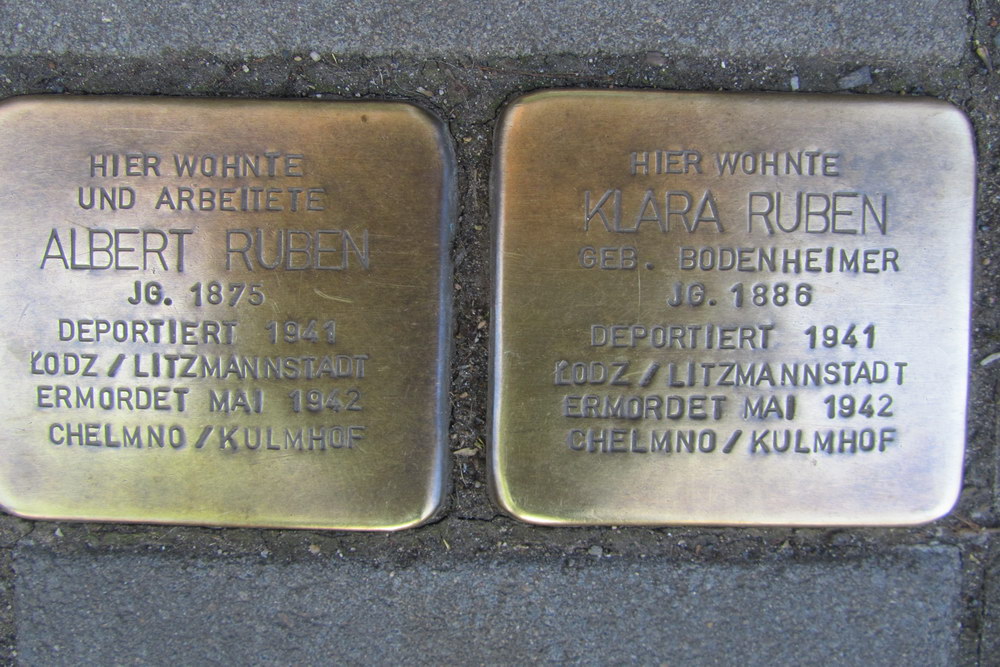 HIER WOHNTE
UND ARBEITETE
ALBERT RUBEN
JG. 1875
DEPORTIERT 1941
ŁODZ / LITZMANNSTADT
ERMORDET MAI 1942
CHELMNO / KULMHOF
HIER WOHNTE
KLARA RUBEN
GEB. BODENHEIMER
JG. 1886
DEPORTIERT 1941
ŁODZ / LITZMANNSTADT
ERMORDET MAI 1942
CHELMNO / KULMHOF